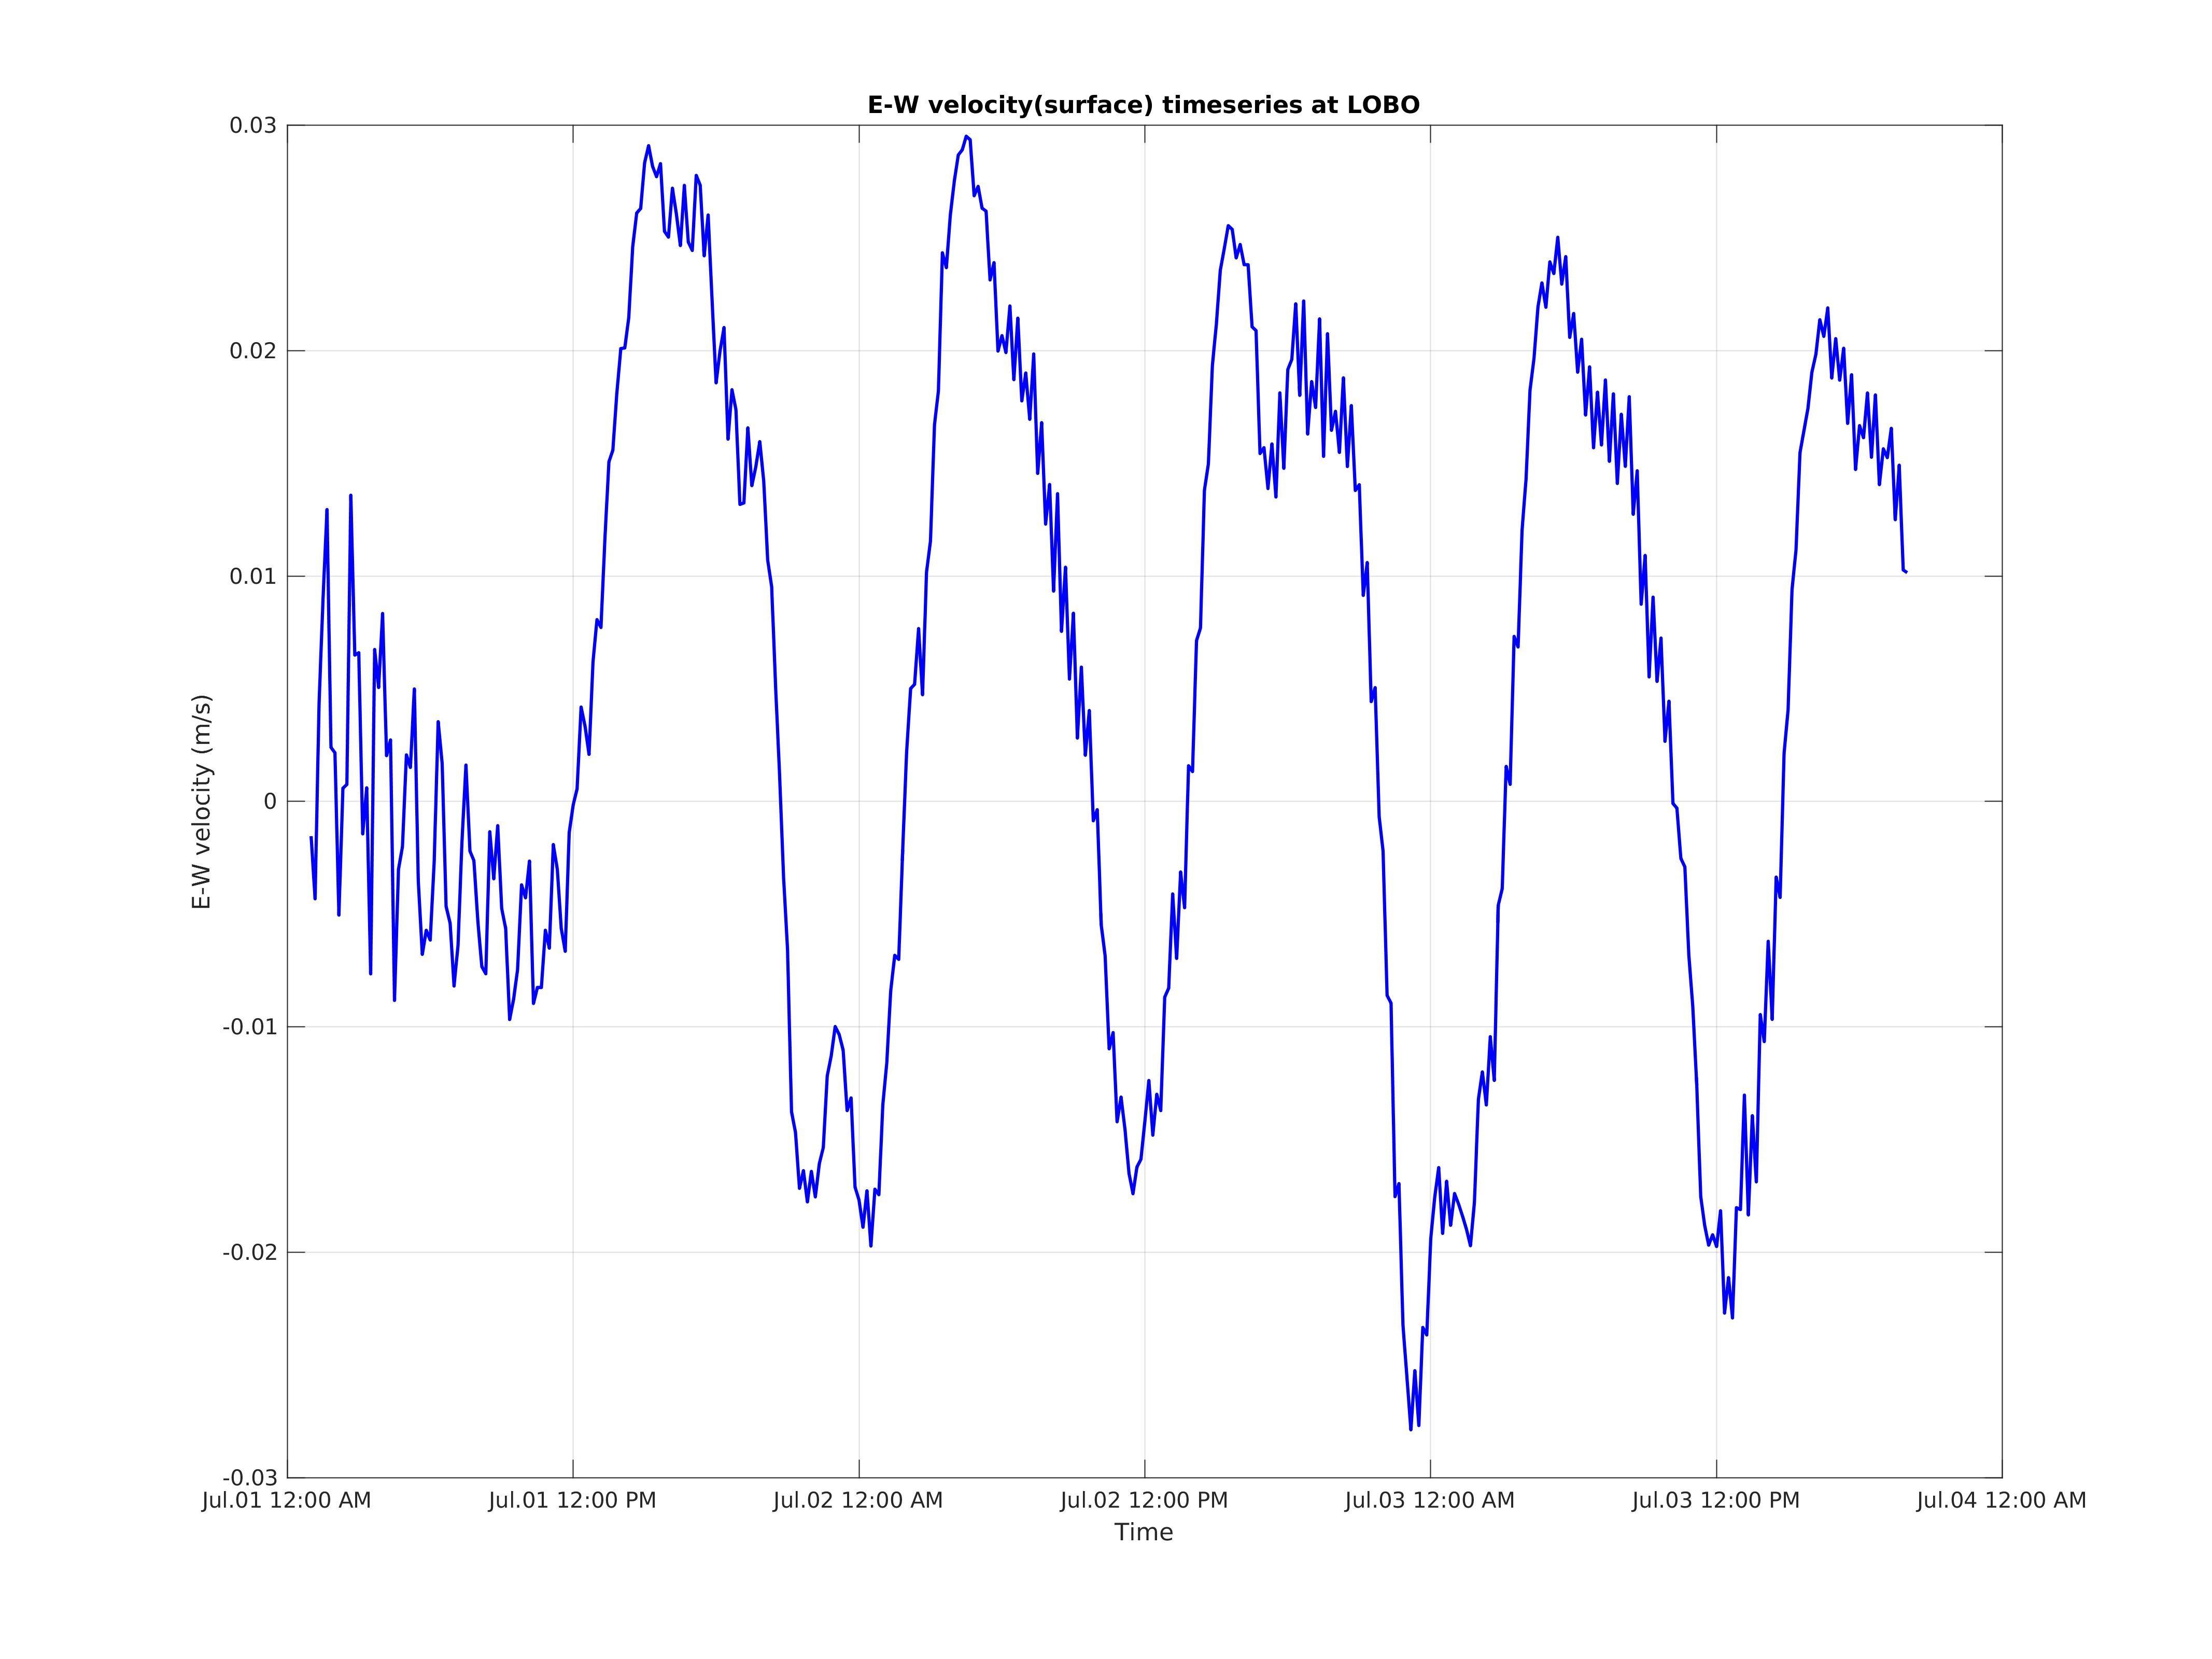 E-W velocity(surface) timeseries at LOBO
0.03
0.02
0.01
0
-0.01
-0.02
-0.03
E-W velocity (m/s)
Jul.01 12:00 AM
Jul.01 12:00 PM
Jul.02 12:00 AM
Jul.02 12:00 PM
Jul.03 12:00 AM
Jul.03 12:00 PM
Jul.04 12:00 AM
Time